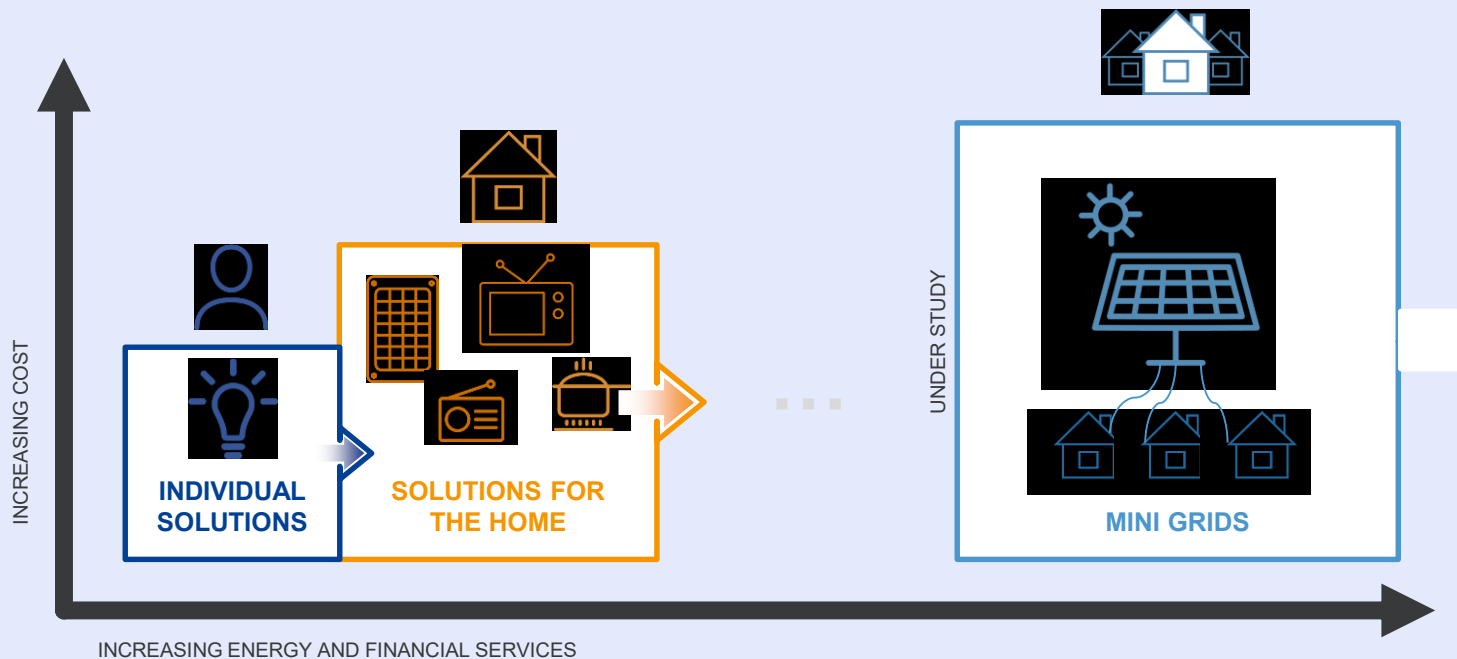 INCREASING COST
INDIVIDUAL
SOLUTIONS
SOLUTIONS FOR
THE HOME
...
UNDER STUDY
MINI GRIDS
INCREASING ENERGY AND FINANCIAL SERVICES